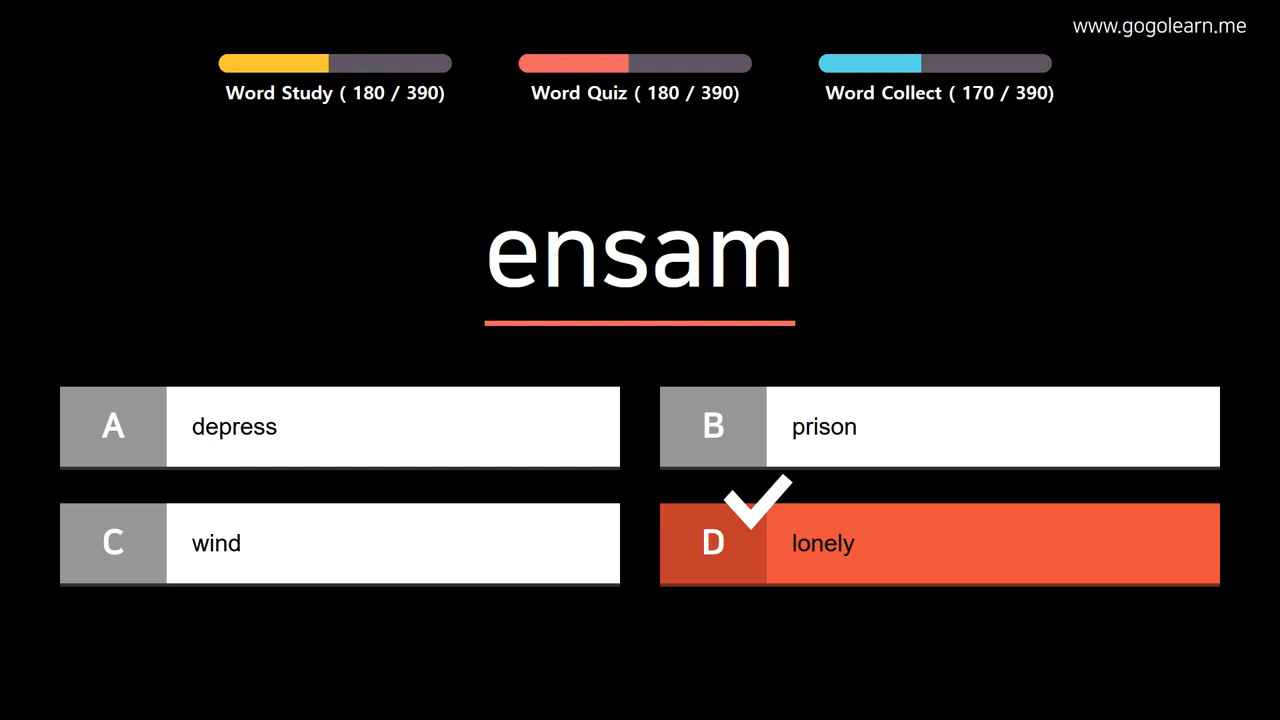 www.gogolearn.me
Word Study ( 180 / 390)
Word Quiz ( 180 / 390)
Word Collect ( 170 / 390)
ensam
A depress
B prison
C wind
D lonely